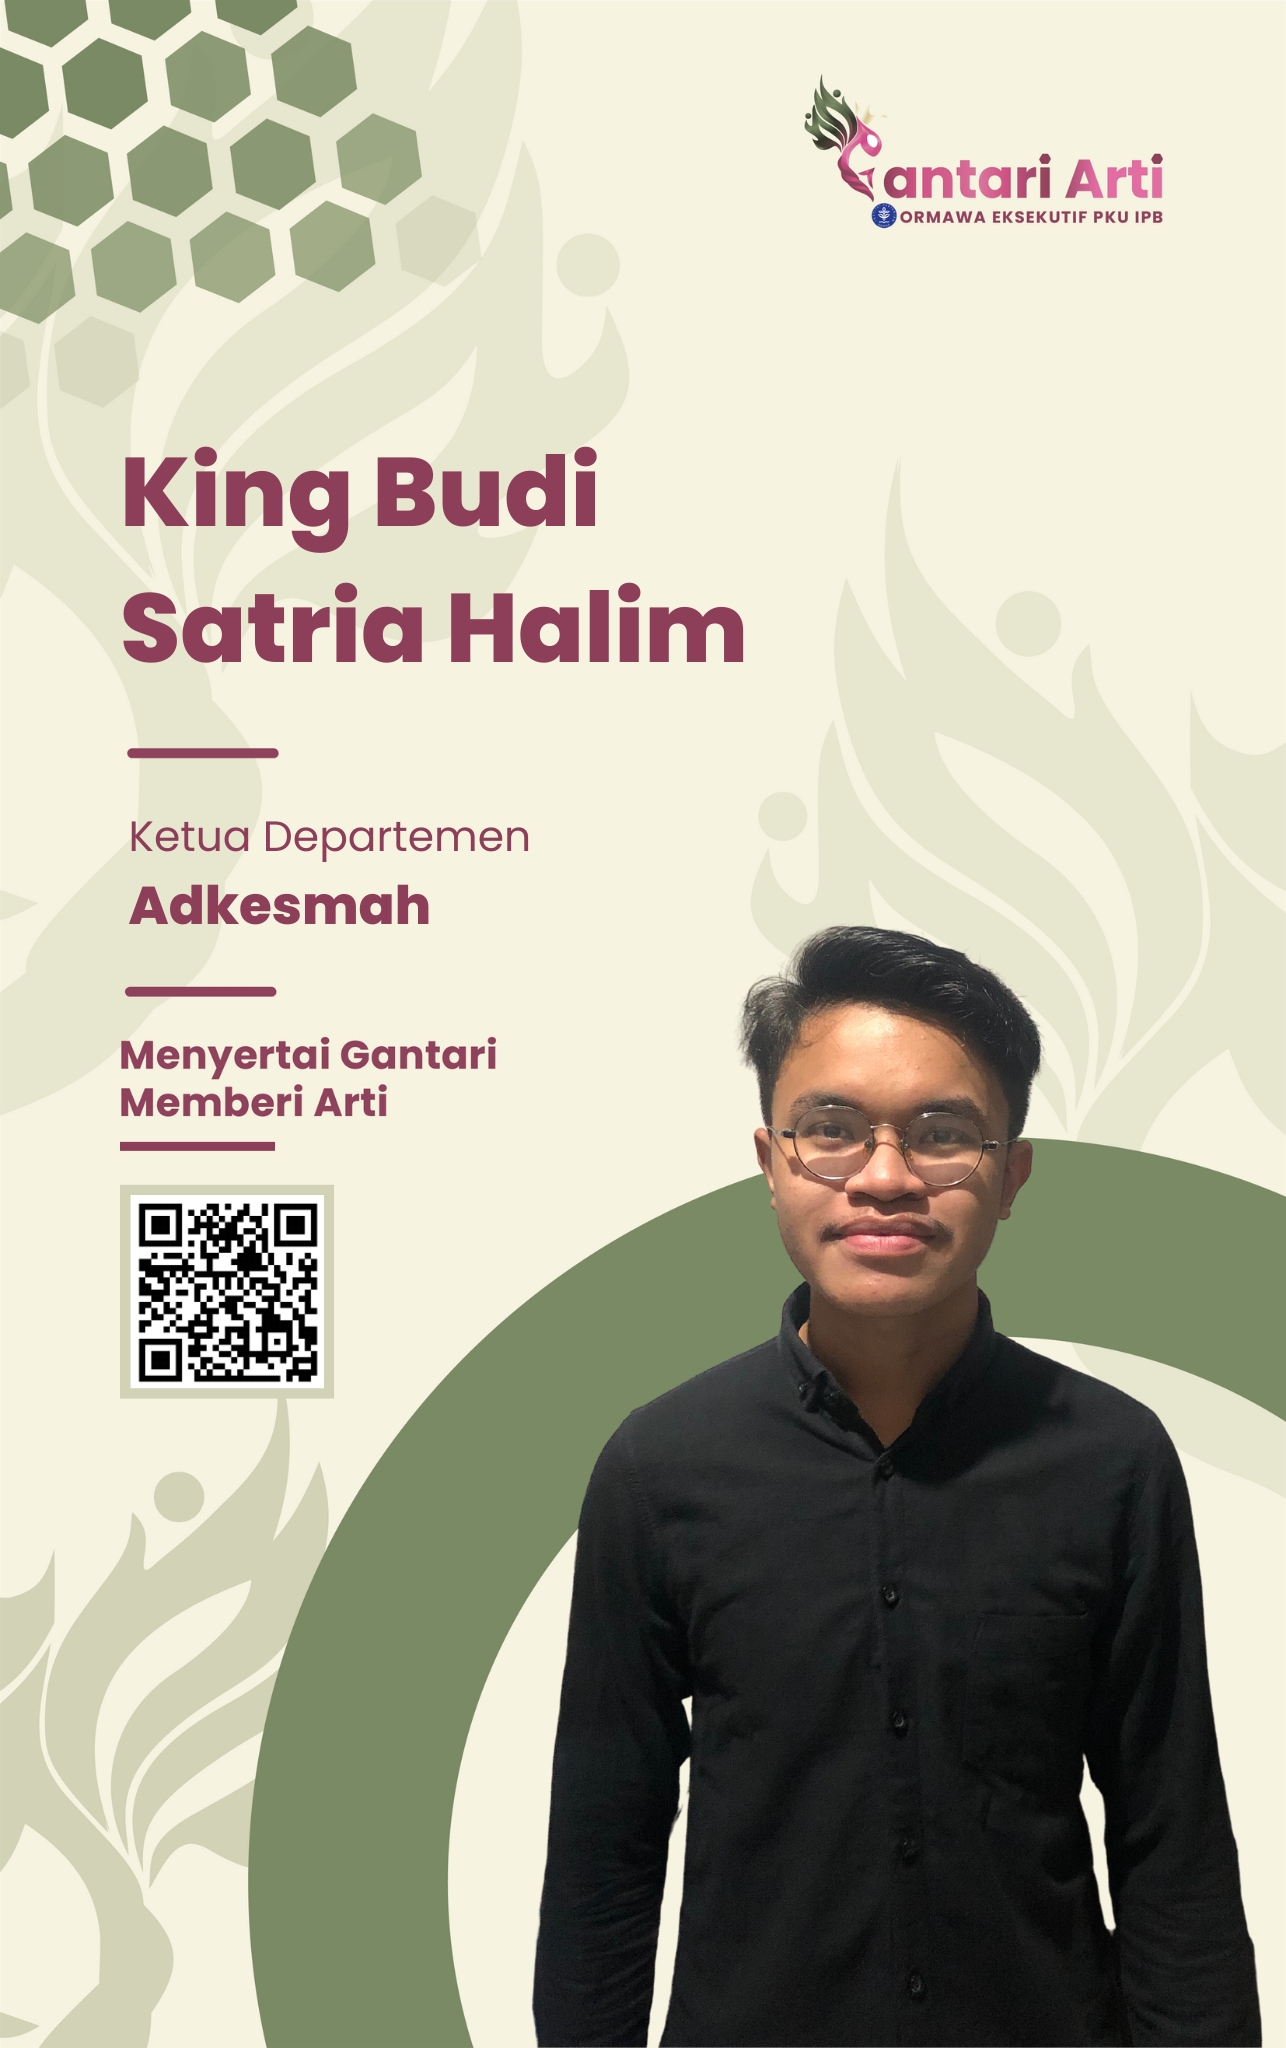 Gantari Arti
ORMAWA EKSEKUTIF PKU IPB
King Budi
Satria Halim
Ketua Departemen
Adkesmah
Menyertai Gantari
Memberi Arti